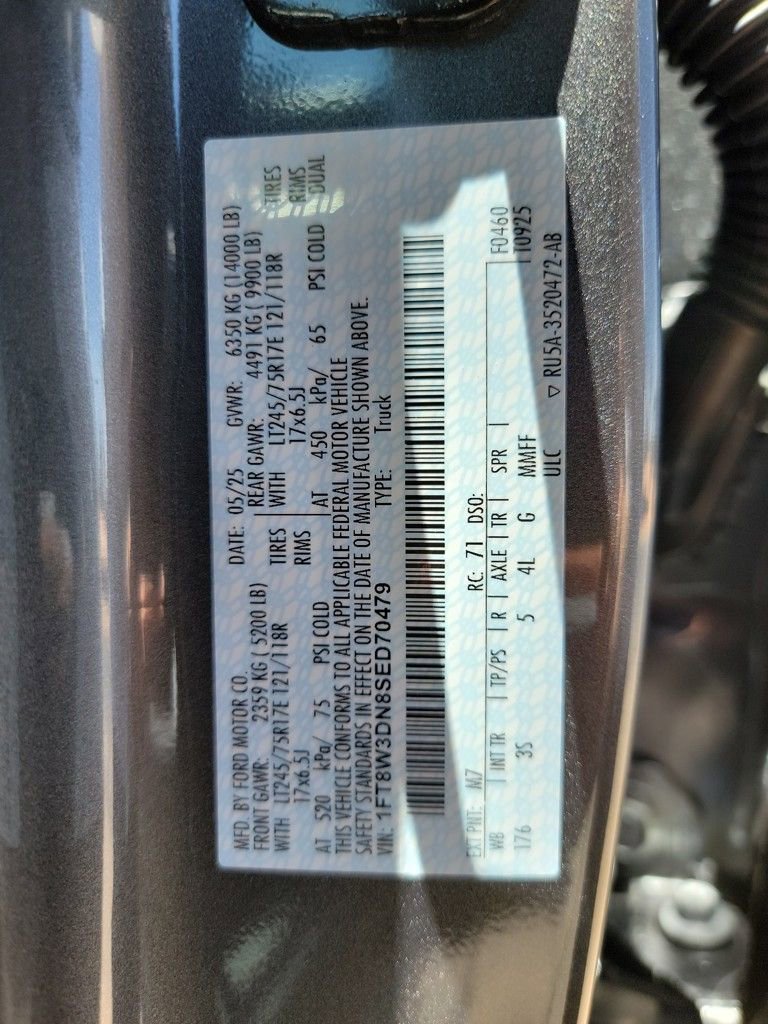 MFD. BY FORD MOTOR CO.
DATE: 05/25 GVWR: 6350 KG (14000 LB)
FRONT GAWR: 2359 KG ( 5200 LB) REAR GAWR: 4491 KG ( 9900 LB)
WITH LT245/75R17E 121/118R TIRES WITH LT245/75R17E 121/118R TIRES
17x6.5J RIMS 17x6.5J RIMS
AT 520 kPa/ 75 PSI COLD AT 450 kPa/ 65 PSI COLD DUAL
THIS VEHICLE CONFORMS TO ALL APPLICABLE FEDERAL MOTOR VEHICLE
SAFETY STANDARDS IN EFFECT ON THE DATE OF MANUFACTURE SHOWN ABOVE.
VIN: 1FT8W3DN8SED70479 TYPE: Truck
EXT PNT: M7 RC: 71 DSO:
WB INT TR TP/PS R AXLE TR SPR F0460
176 3S 5 4L G MMFF T0925
ULC ▽ RU5A-3520472-AB